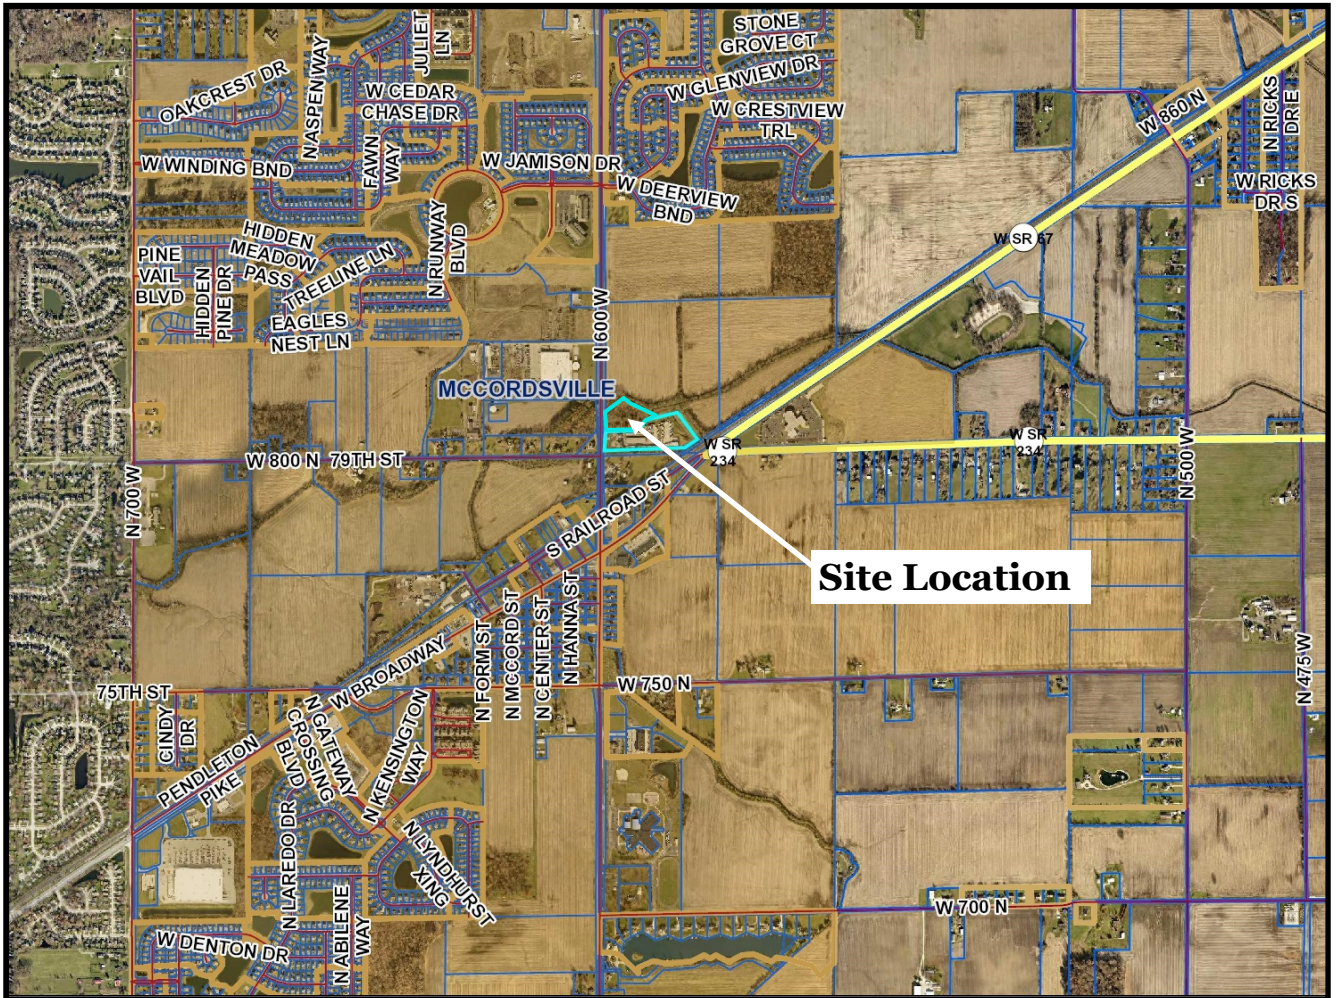 STONE
GROVE CT
JULIET
LN
N ASPEN WAY
OAKCREST DR
W CEDAR
CHASE DR
W GLENVIEW DR
W CRESTVIEW
TRL
W 860 N
N RICKS
DR E
W WINDING BND
FAWN
WAY
W JAMISON DR
W DEERVIEW
BND
W RICKS
DR S
HIDDEN
MEADOW
PASS
PINE
VAIL
BLVD
HIDDEN
PINE DR
TREELINE LN
N RUNWAY
BLVD
W SR 67
EAGLES
NEST LN
N 600 W
MCCORDSVILLE
W 800 N 79TH ST
W SR
234
W SR
234
N 500 W
N 700 W
S RAILROAD ST
Site Location
N FORM ST
N MCCORD ST
N CENTER ST
N HANNA ST
W BROADWAY
W 750 N
N 475 W
75TH ST
CINDY
DR
N GATEWAY
CROSSING
BLVD
N KENSINGTON
WAY
PENDLETON
PIKE
N LAREDO DR
N LYNDHURST
XING
N ABILENE
WAY
W DENTON DR
W 700 N